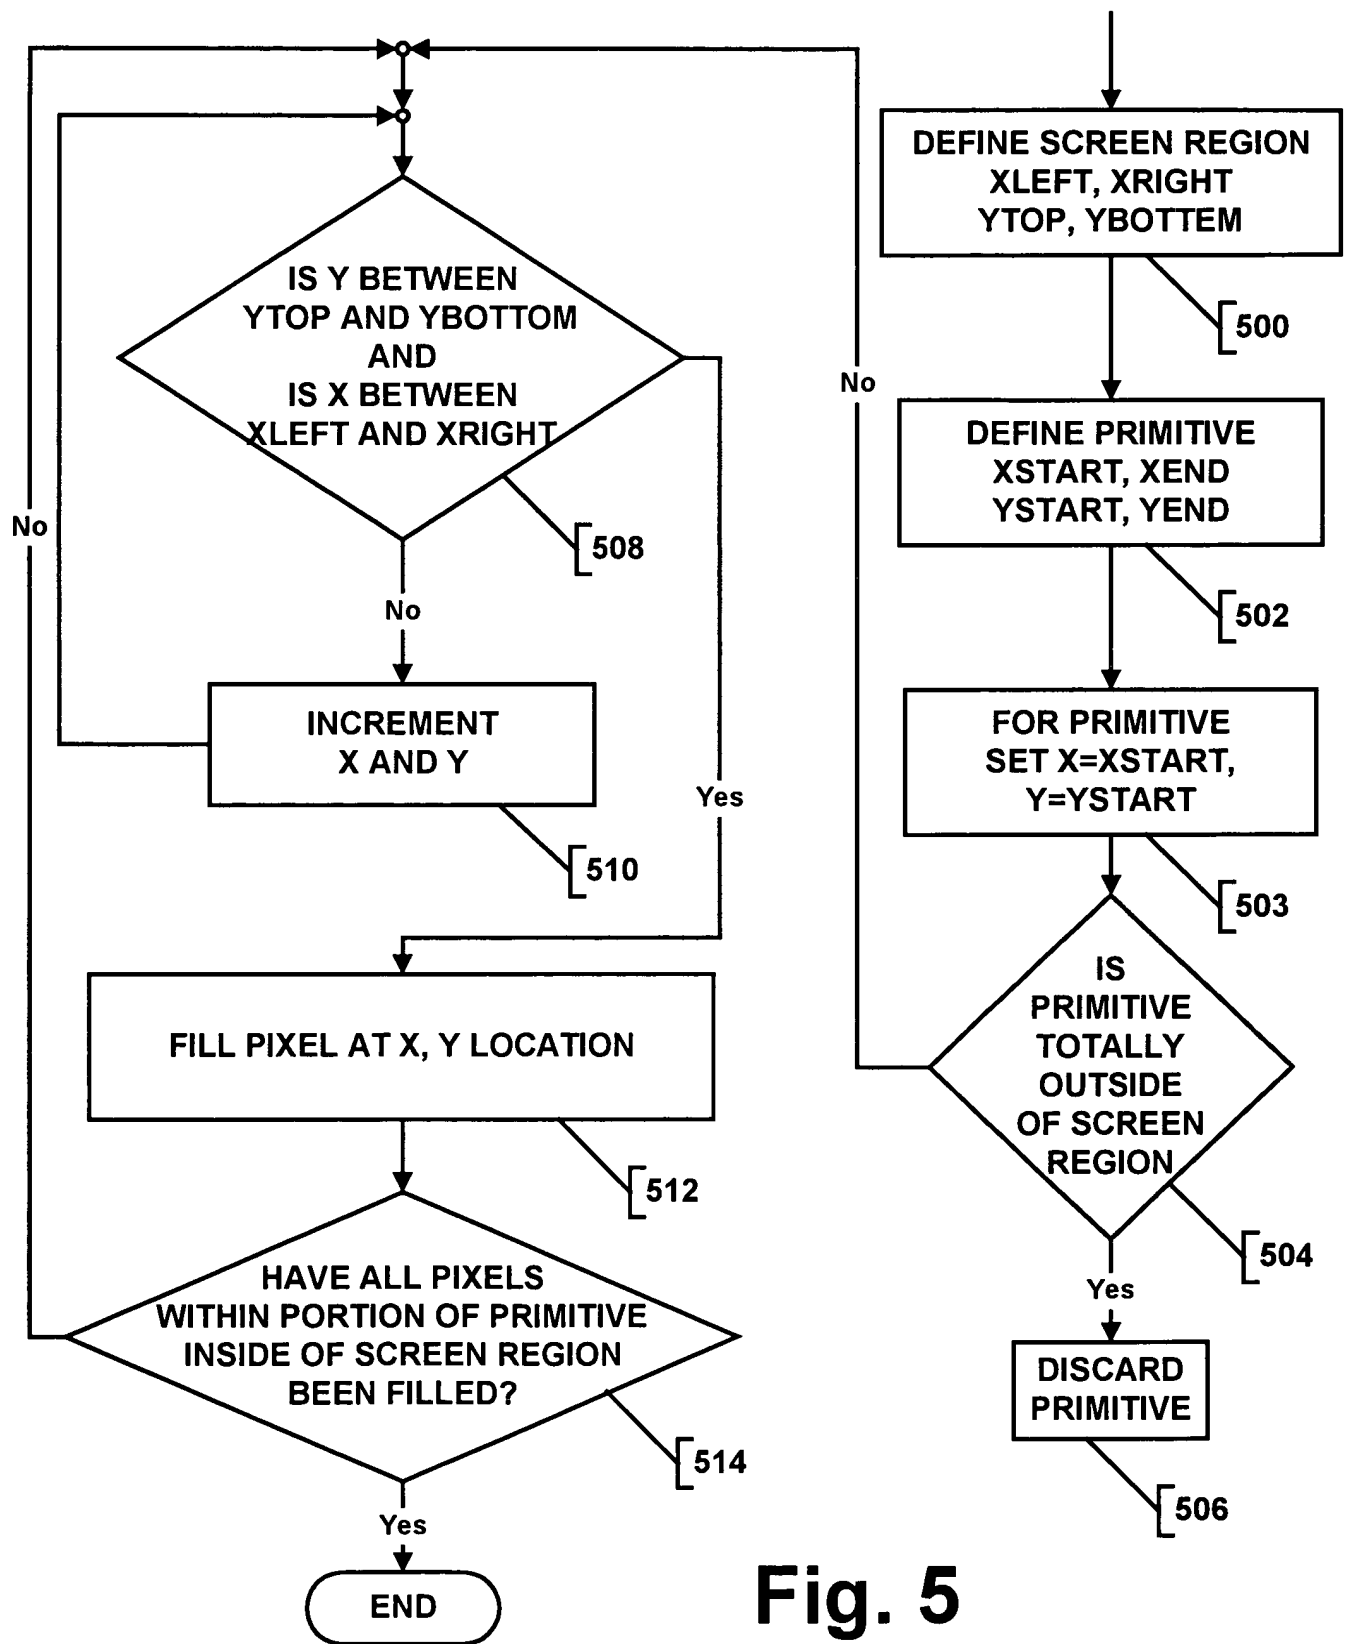 DEFINE SCREEN REGION
XLEFT, XRIGHT
YTOP, YBOTTEM
500
DEFINE PRIMITIVE
XSTART, XEND
YSTART, YEND
502
FOR PRIMITIVE
SET X=XSTART,
Y=YSTART
503
IS
PRIMITIVE
TOTALLY
OUTSIDE
OF SCREEN
REGION
504
No
Yes
DISCARD
PRIMITIVE
506
IS Y BETWEEN
YTOP AND YBOTTOM
AND
IS X BETWEEN
XLEFT AND XRIGHT
508
No
INCREMENT
X AND Y
510
Yes
FILL PIXEL AT X, Y LOCATION
512
HAVE ALL PIXELS
WITHIN PORTION OF PRIMITIVE
INSIDE OF SCREEN REGION
BEEN FILLED?
514
No
Yes
END
Fig. 5